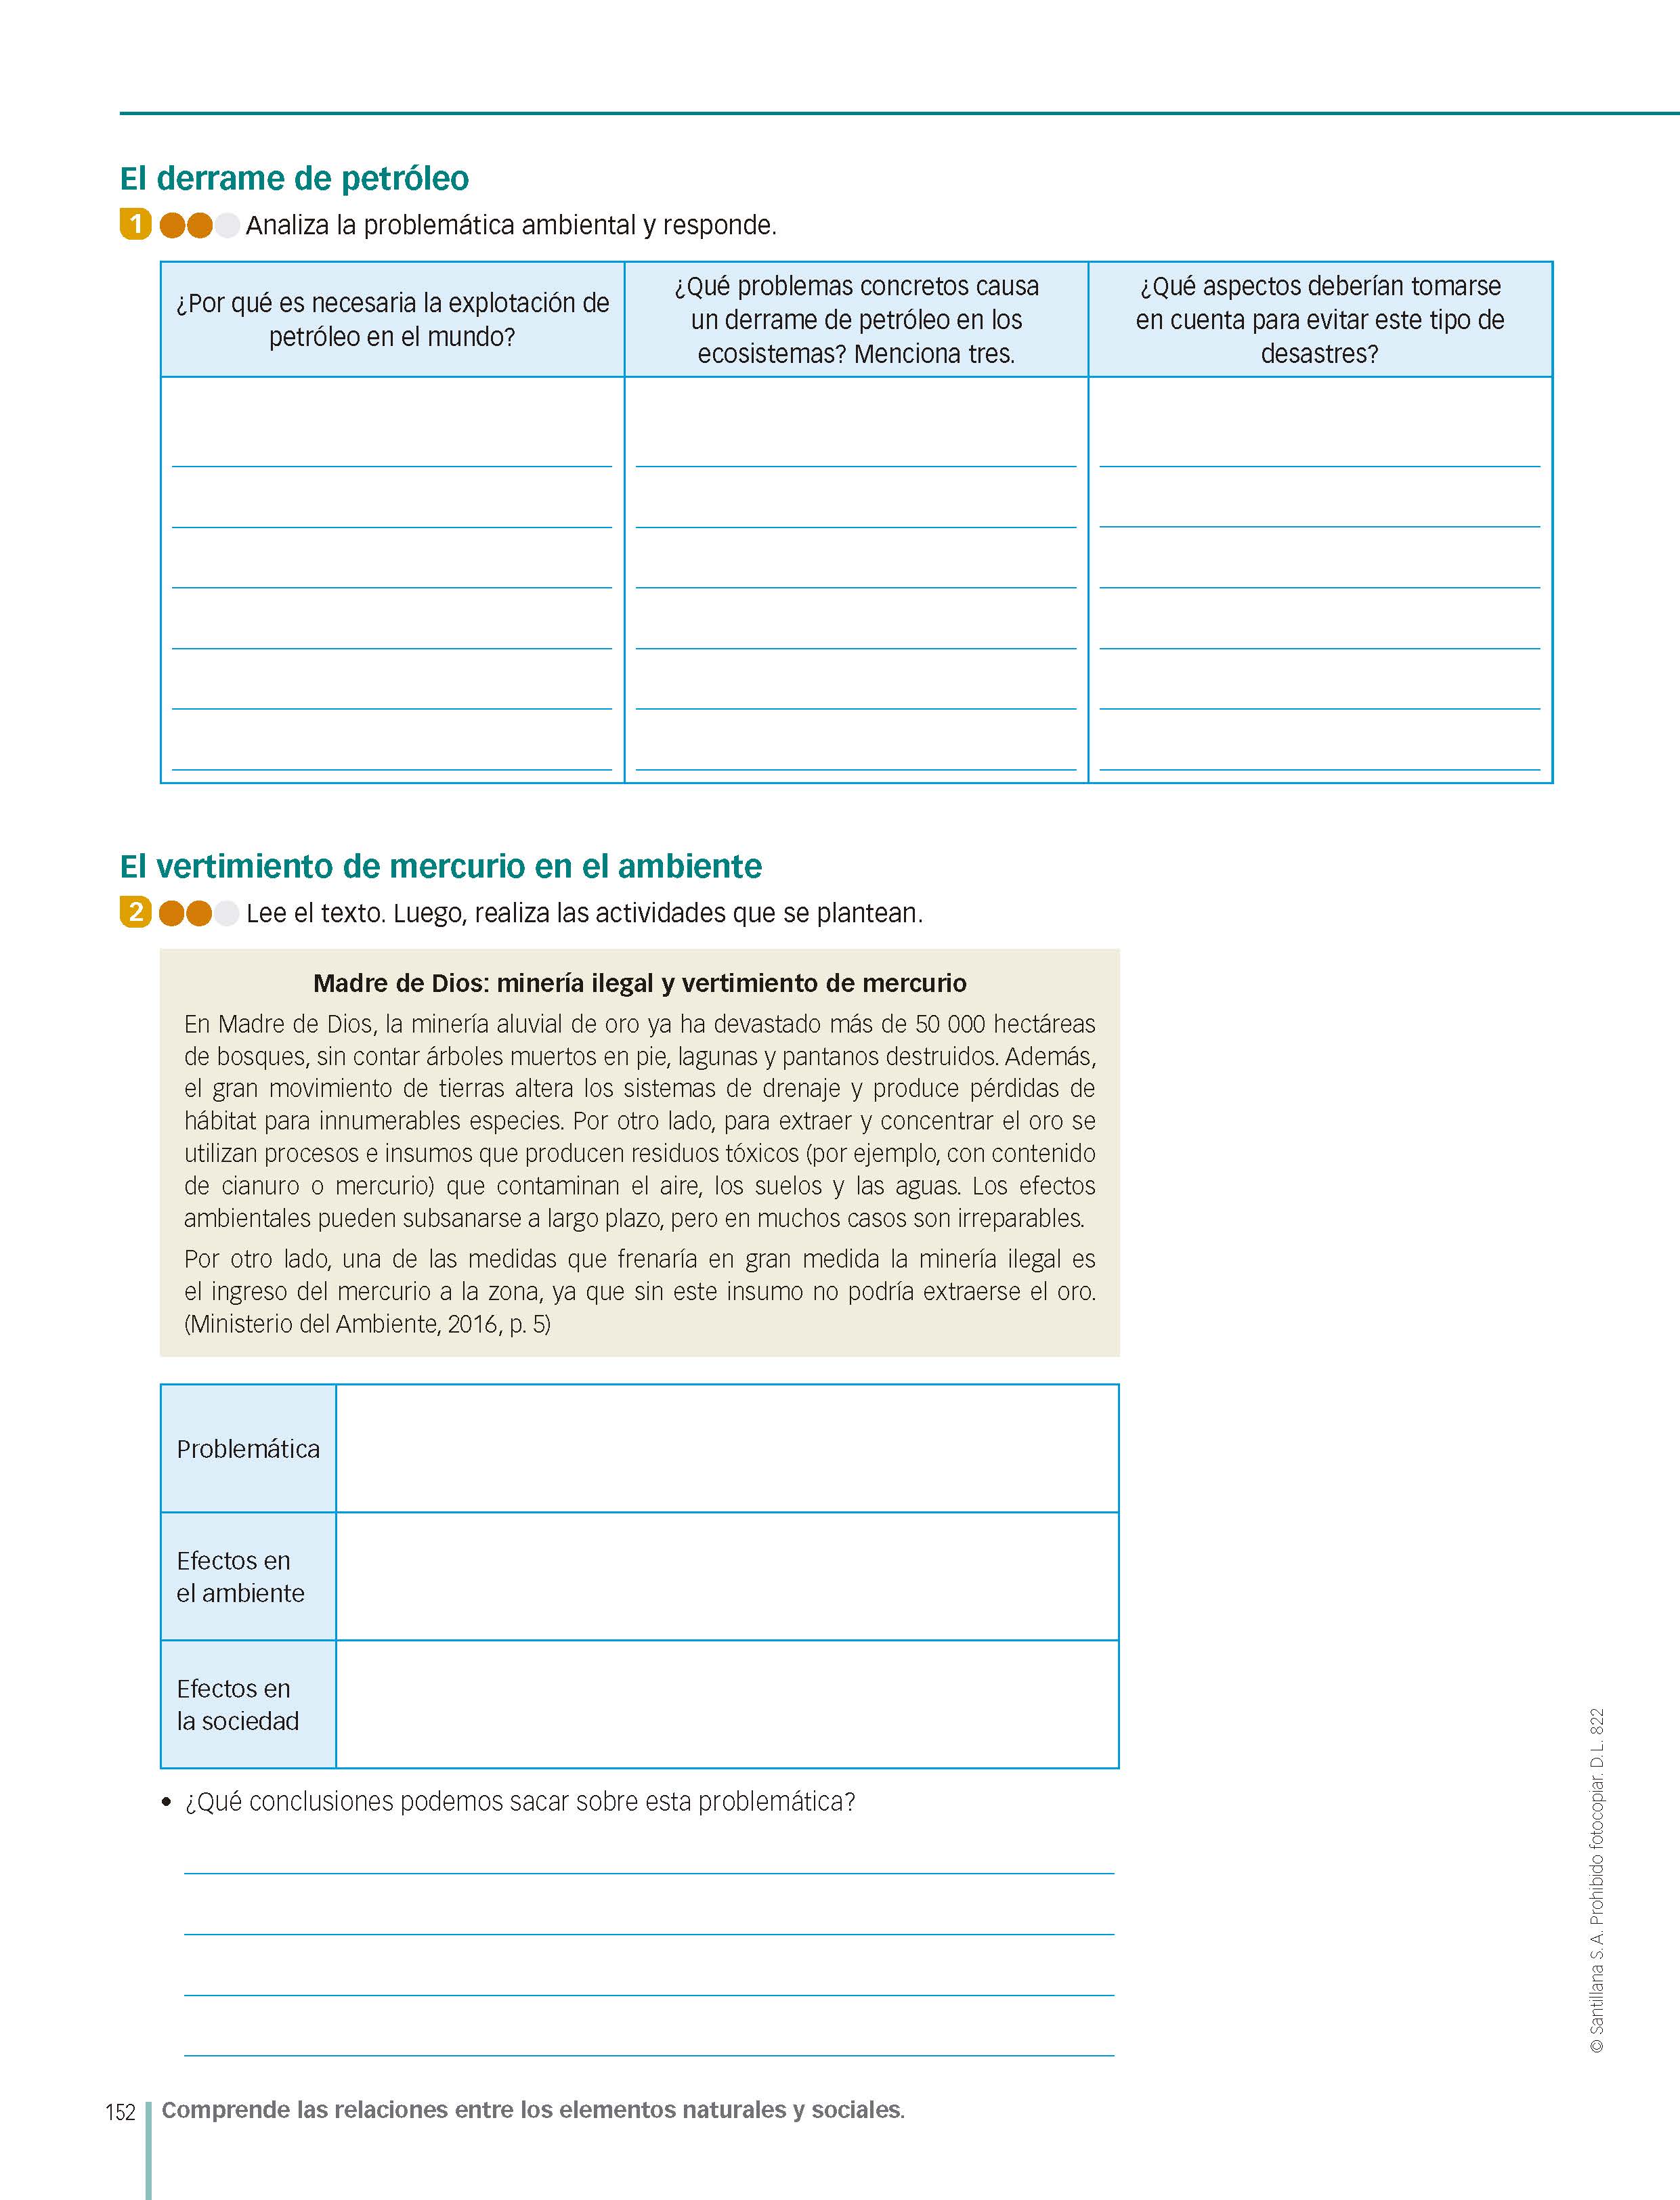 El derrame de petróleo
1 Analiza la problemática ambiental y responde.
¿Por qué es necesaria la explotación de
petróleo en el mundo?
¿Qué problemas concretos causa
un derrame de petróleo en los
ecosistemas? Menciona tres.
¿Qué aspectos deberían tomarse
en cuenta para evitar este tipo de
desastres?
El vertimiento de mercurio en el ambiente
2 Lee el texto. Luego, realiza las actividades que se plantean.
Madre de Dios: minería ilegal y vertimiento de mercurio
En Madre de Dios, la minería aluvial de oro ya ha devastado más de 50 000 hectáreas
de bosques, sin contar árboles muertos en pie, lagunas y pantanos destruidos. Además,
el gran movimiento de tierras altera los sistemas de drenaje y produce pérdidas de
hábitat para innumerables especies. Por otro lado, para extraer y concentrar el oro se
utilizan procesos e insumos que producen residuos tóxicos (por ejemplo, con contenido
de cianuro o mercurio) que contaminan el aire, los suelos y las aguas. Los efectos
ambientales pueden subsanarse a largo plazo, pero en muchos casos son irreparables.
Por otro lado, una de las medidas que frenaría en gran medida la minería ilegal es
el ingreso del mercurio a la zona, ya que sin este insumo no podría extraerse el oro.
(Ministerio del Ambiente, 2016, p. 5)
Problemática
Efectos en
el ambiente
Efectos en
la sociedad
• ¿Qué conclusiones podemos sacar sobre esta problemática?
© Santillana S. A. Prohibido fotocopiar. D. L. 822
152 Comprende las relaciones entre los elementos naturales y sociales.